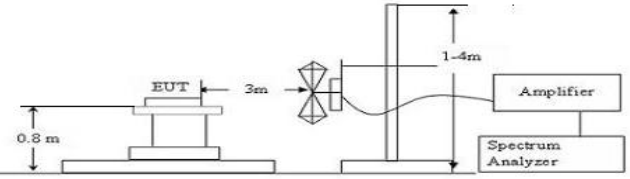 1-4m
EUT
3m
Amplifier
0.8 m
Spectrum
Analyzer